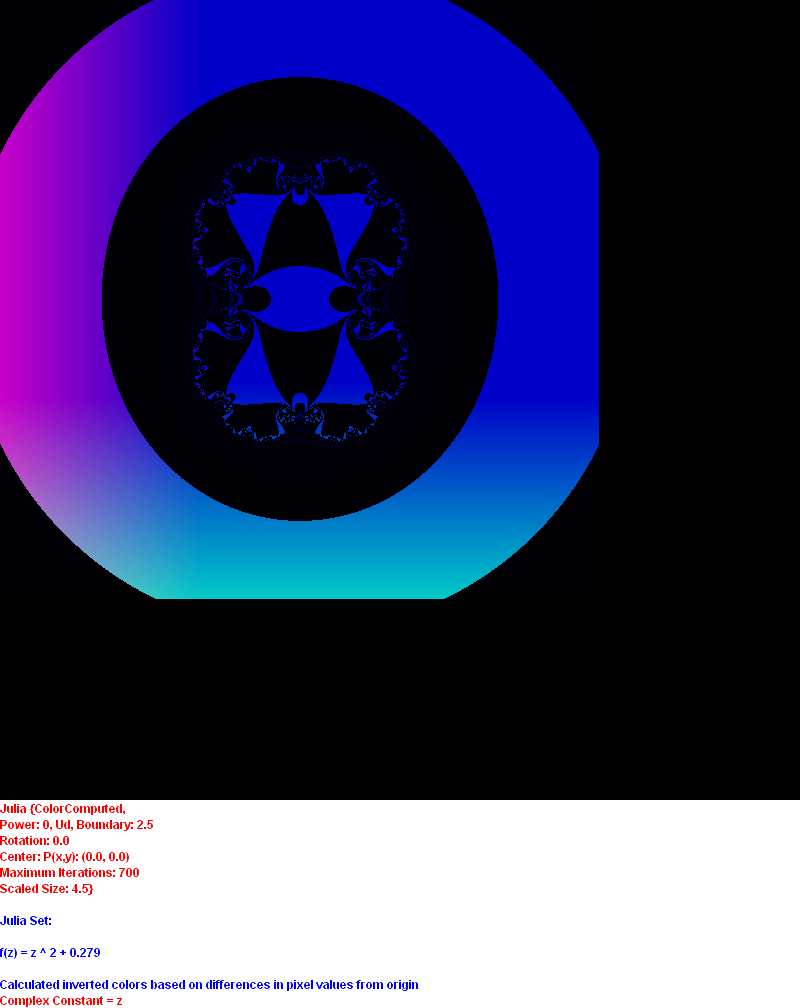 Julia {ColorComputed,
Power: 0, Ud, Boundary: 2.5
Rotation: 0.0
Center: P(x,y): (0.0, 0.0)
Maximum Iterations: 700
Scaled Size: 4.5}
Julia Set:
f(z) = z ^ 2 + 0.279
Calculated inverted colors based on differences in pixel values from origin
Complex Constant = z